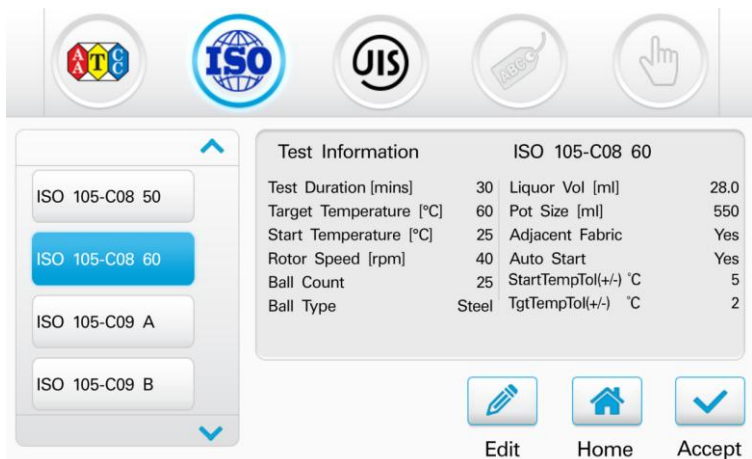 AATCC
ISO
JIS
ABCC
Test Information ISO 105-C08 60
ISO 105-C08 50
ISO 105-C08 60
ISO 105-C09 A
ISO 105-C09 B
Test Duration [mins] 30 Liquor Vol [ml] 28.0
Target Temperature [°C] 60 Pot Size [ml] 550
Start Temperature [°C] 25 Adjacent Fabric Yes
Rotor Speed [rpm] 40 Auto Start Yes
Ball Count 25 StartTempTol(+/-) °C 5
Ball Type Steel TgtTempTol(+/-) °C 2
Edit Home Accept